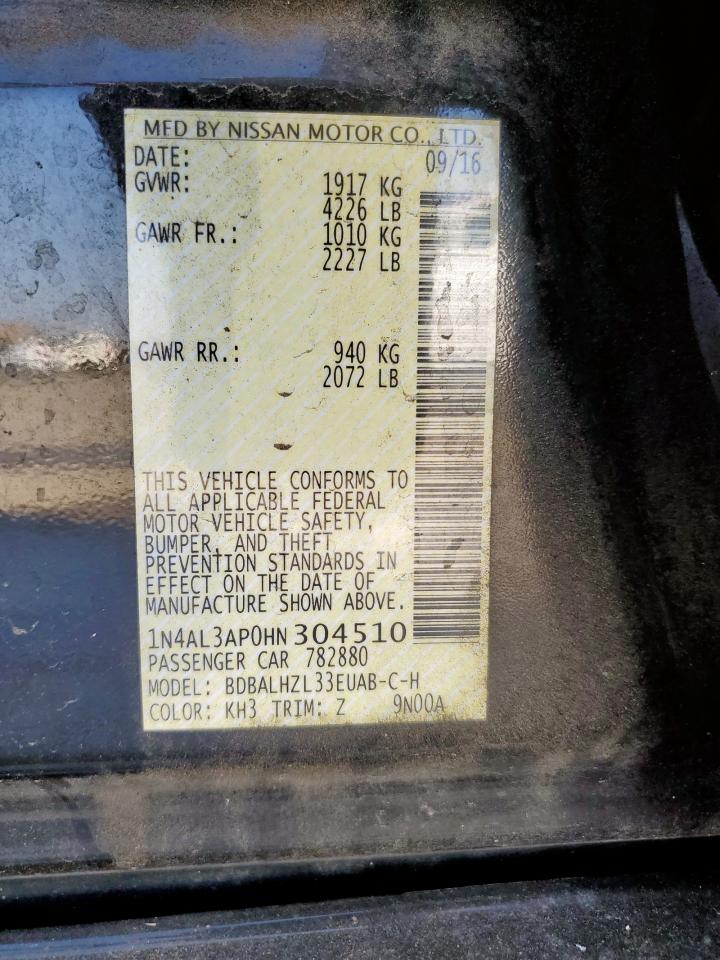 MFD BY NISSAN MOTOR CO., LTD.
DATE: 09/16
GVWR: 1917 KG
4226 LB
GAWR FR.: 1010 KG
2227 LB
GAWR RR.: 940 KG
2072 LB
THIS VEHICLE CONFORMS TO
ALL APPLICABLE FEDERAL
MOTOR VEHICLE SAFETY,
BUMPER, AND THEFT
PREVENTION STANDARDS IN
EFFECT ON THE DATE OF
MANUFACTURE SHOWN ABOVE.
1N4AL3AP0HN304510
PASSENGER CAR 782880
MODEL: BDBALHZL33EUAB-C-H
COLOR: KH3 TRIM: Z 9N00A